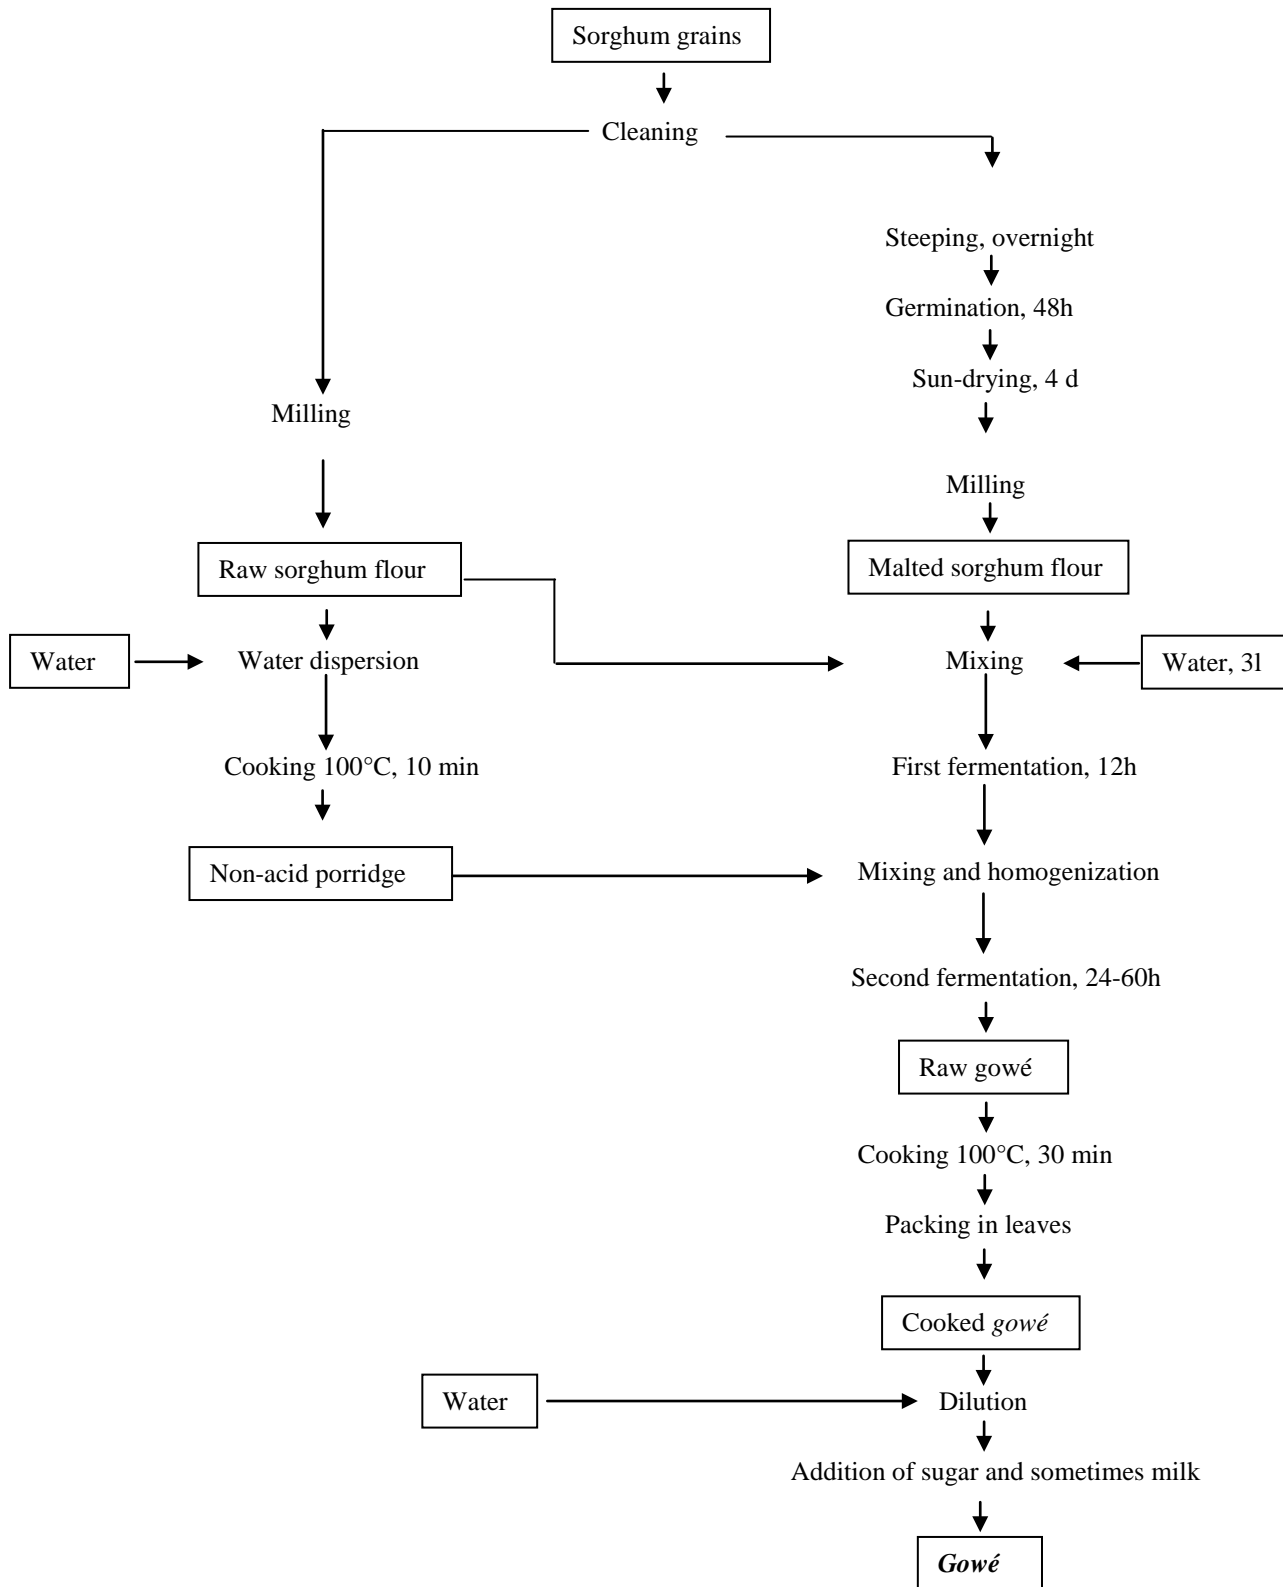 Sorghum grains
Cleaning
Steeping, overnight
Germination, 48h
Sun-drying, 4 d
Milling
Milling
Raw sorghum flour
Malted sorghum flour
Water
Water dispersion
Mixing
Water, 3l
Cooking 100°C, 10 min
First fermentation, 12h
Non-acid porridge
Mixing and homogenization
Second fermentation, 24-60h
Raw gowé
Cooking 100°C, 30 min
Packing in leaves
Cooked gowé
Water
Dilution
Addition of sugar and sometimes milk
Gowé